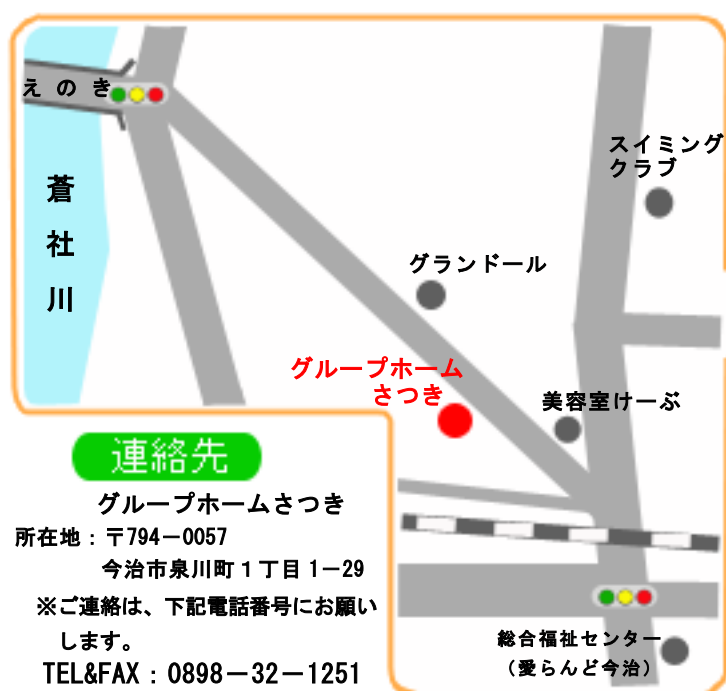 えのき
蒼社川
スイミング
クラブ
グランドール
グループホーム
さつき
美容室けーぶ
総合福祉センター
（愛らんど今治）
連絡先
グループホームさつき
所在地：〒794－0057
今治市泉川町１丁目1－29
※ご連絡は、下記電話番号にお願い
します。
TEL&FAX：0898－32－1251